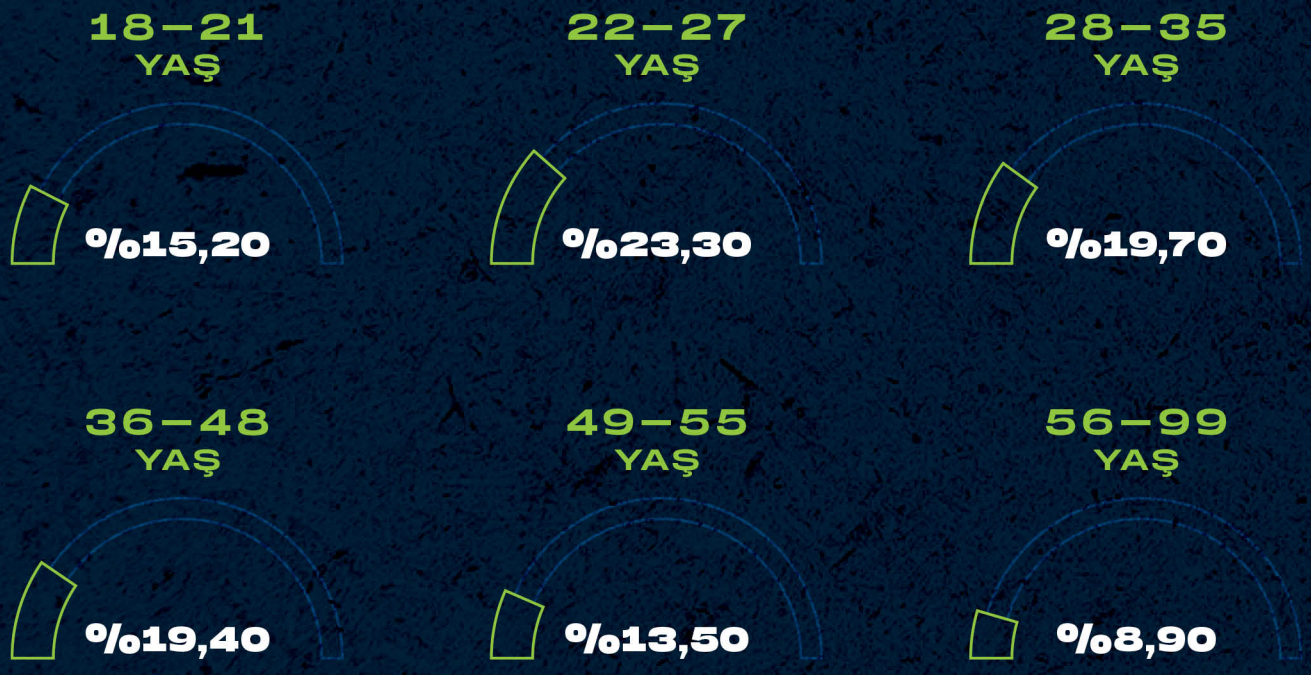 18–21
YAŞ
%15,20
22–27
YAŞ
%23,30
28–35
YAŞ
%19,70
36–48
YAŞ
%19,40
49–55
YAŞ
%13,50
56–99
YAŞ
%8,90